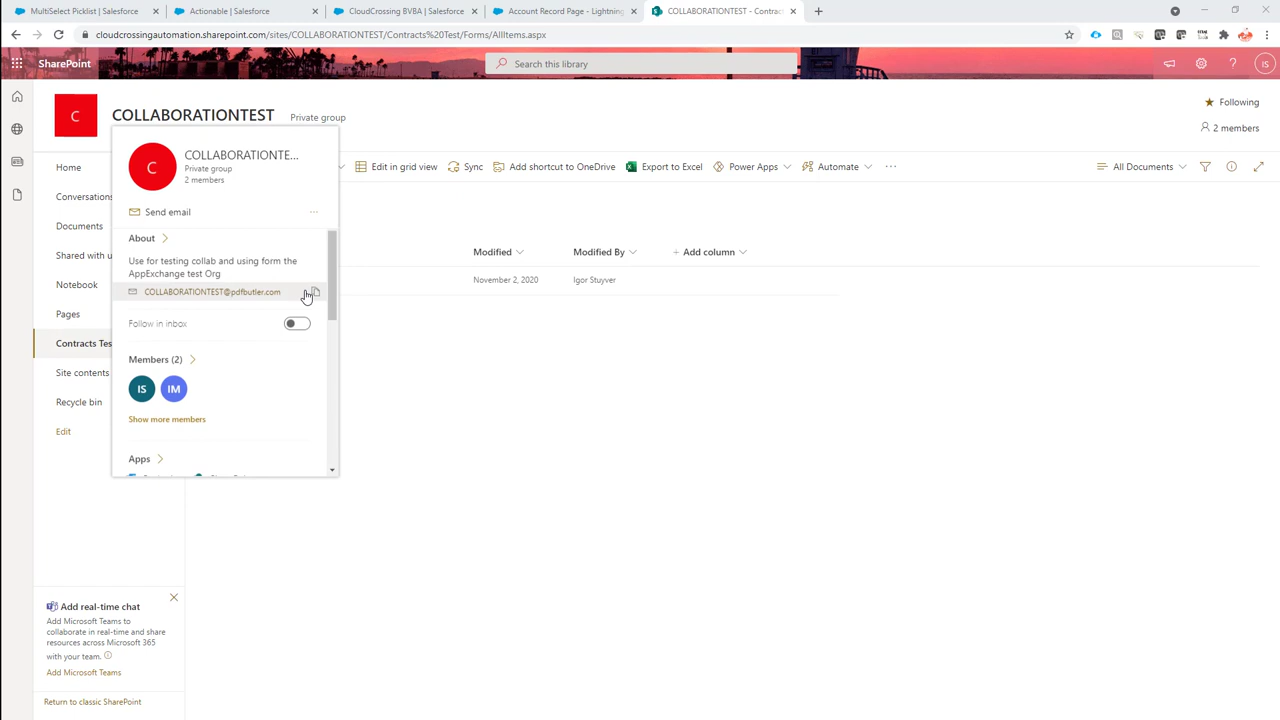 MultiSelect Picklist | Salesforce
Actionable | Salesforce
CloudCrossing BVBA | Salesforce
Account Record Page - Lightning
COLLABORATIONTEST - Contrac
cloudcrossingautomation.sharepoint.com/sites/COLLABORATIONTEST/Contracts%20Test/Forms/AllItems.aspx
SharePoint
Search this library
IS
C
COLLABORATIONTEST
Private group
Following
2 members
Edit in grid view
Sync
Add shortcut to OneDrive
Export to Excel
Power Apps
Automate
All Documents
Home
Conversations
Documents
Shared with u
Notebook
Pages
Contracts Tes
Site contents
Recycle bin
Edit
C
COLLABORATIONTE...
Private group
2 members
Send email
About
Use for testing collab and using form the
AppExchange test Org
COLLABORATIONTEST@pdfbutler.com
Follow in inbox
Members (2)
IS
IM
Show more members
Apps
Modified
Modified By
Add column
November 2, 2020
Igor Stuyver
Add real-time chat
Add Microsoft Teams to
collaborate in real-time and share
resources across Microsoft 365
with your team.
Add Microsoft Teams
Return to classic SharePoint